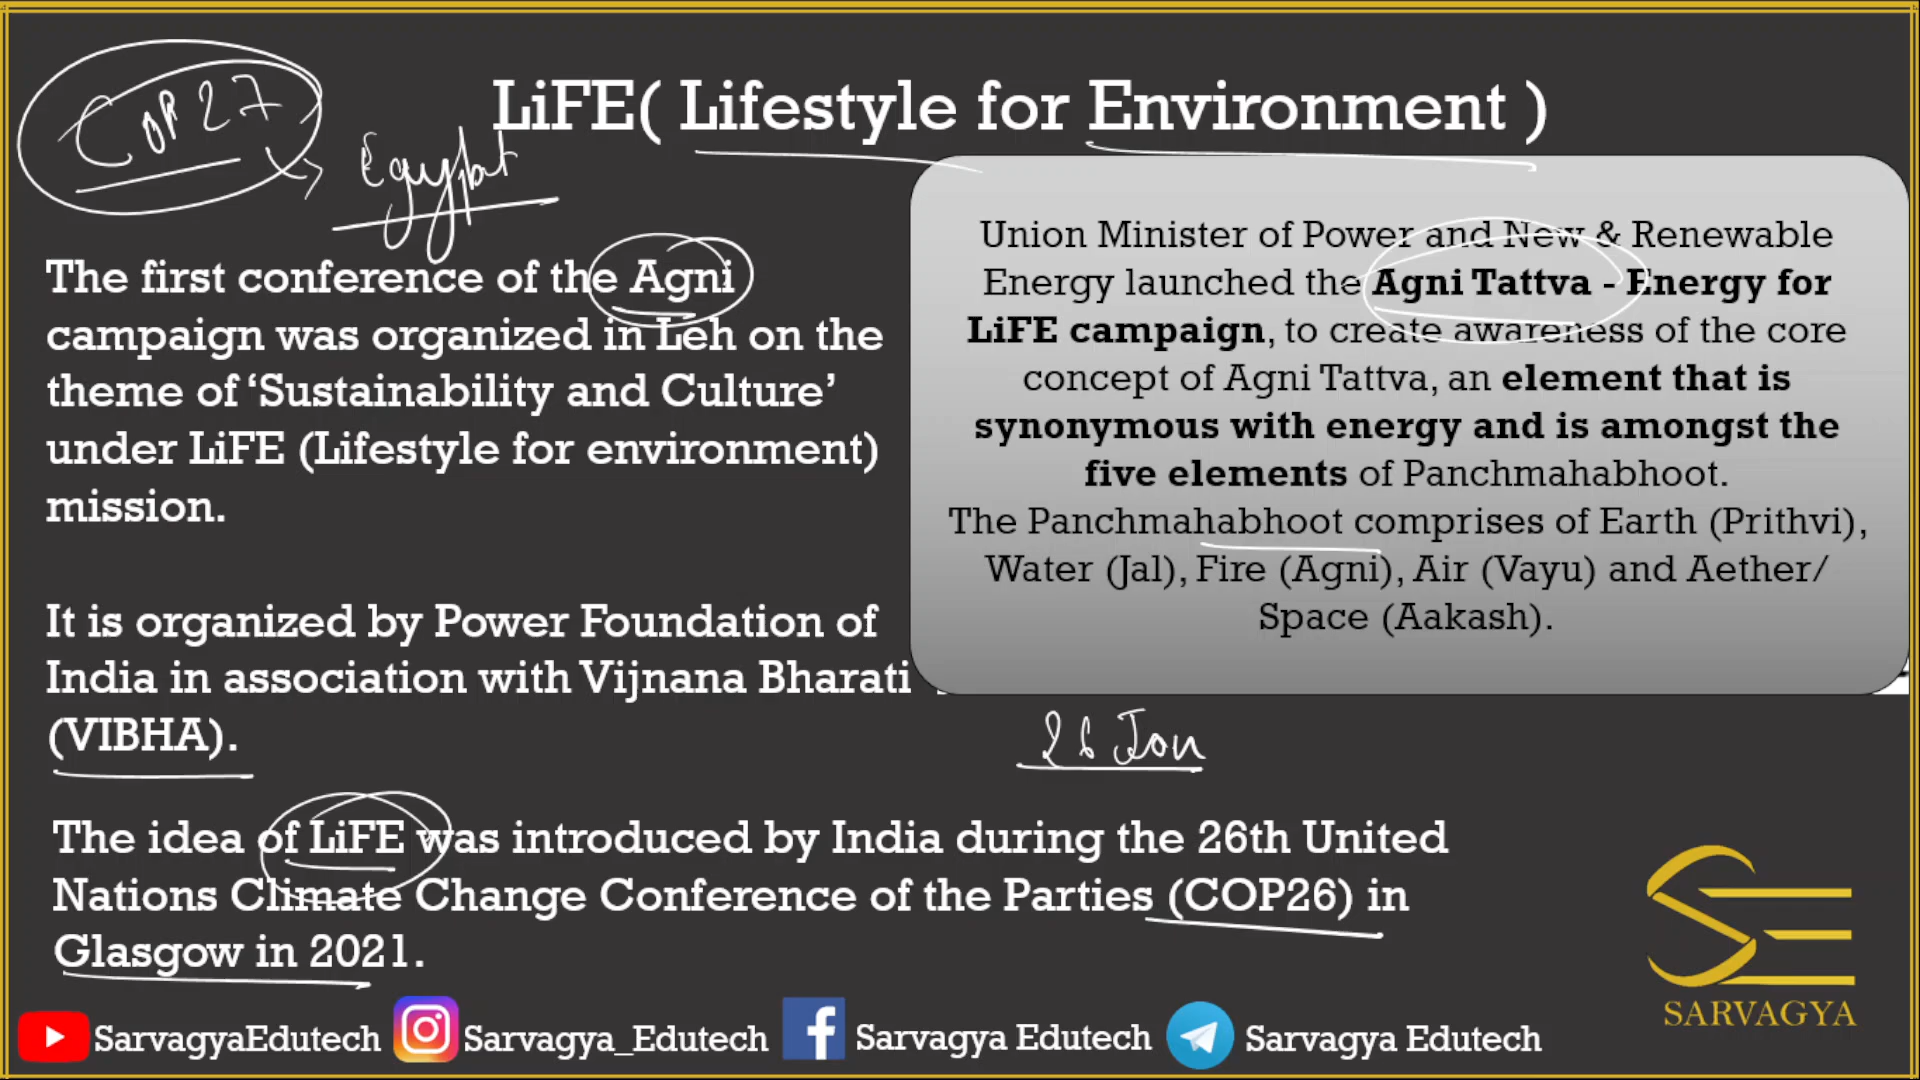 COP 27
LiFE( Lifestyle for Environment )
Egypt
The first conference of the Agni
campaign was organized in Leh on the
theme of ‘Sustainability and Culture’
under LiFE (Lifestyle for environment)
mission.
It is organized by Power Foundation of
India in association with Vijnana Bharati
(VIBHA).
Union Minister of Power and New & Renewable
Energy launched the Agni Tattva - Energy for
LiFE campaign, to create awareness of the core
concept of Agni Tattva, an element that is
synonymous with energy and is amongst the
five elements of Panchmahabhoot.
The Panchmahabhoot comprises of Earth (Prithvi),
Water (Jal), Fire (Agni), Air (Vayu) and Aether/
Space (Aakash).
26 Jan
The idea of LiFE was introduced by India during the 26th United
Nations Climate Change Conference of the Parties (COP26) in
Glasgow in 2021.
SARVAGYA
SarvagyaEdutech
Sarvagya_Edutech
Sarvagya Edutech
Sarvagya Edutech